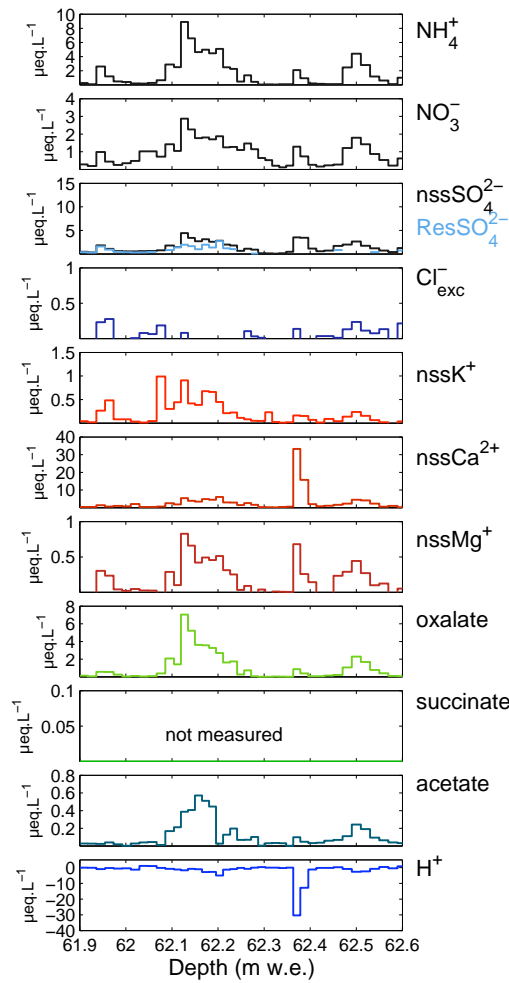 10
8
6
4
2
μeq.L⁻¹
NH₄⁺
4
3
2
1
μeq.L⁻¹
NO₃⁻
15
10
5
μeq.L⁻¹
nssSO₄²⁻
ResSO₄²⁻
1
0.5
μeq.L⁻¹
Cl⁻exc
1.5
1
0.5
μeq.L⁻¹
nssK⁺
40
30
20
10
μeq.L⁻¹
nssCa²⁺
1
0.5
μeq.L⁻¹
nssMg⁺
8
6
4
2
μeq.L⁻¹
oxalate
0.1
0.05
μeq.L⁻¹
not measured
succinate
0.8
0.6
0.4
0.2
μeq.L⁻¹
acetate
0
−10
−20
−30
−40
μeq.L⁻¹
H⁺
61.9 62 62.1 62.2 62.3 62.4 62.5 62.6
Depth (m w.e.)